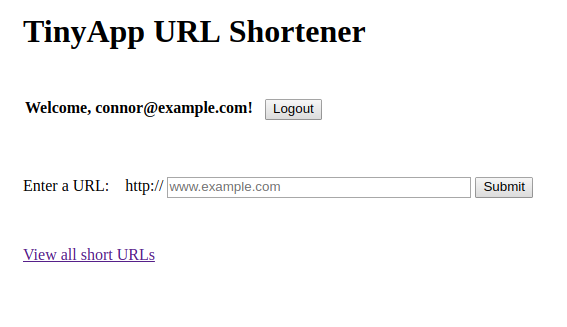 TinyApp URL Shortener
Welcome, connor@example.com! Logout
Enter a URL: http:// www.example.com Submit
View all short URLs